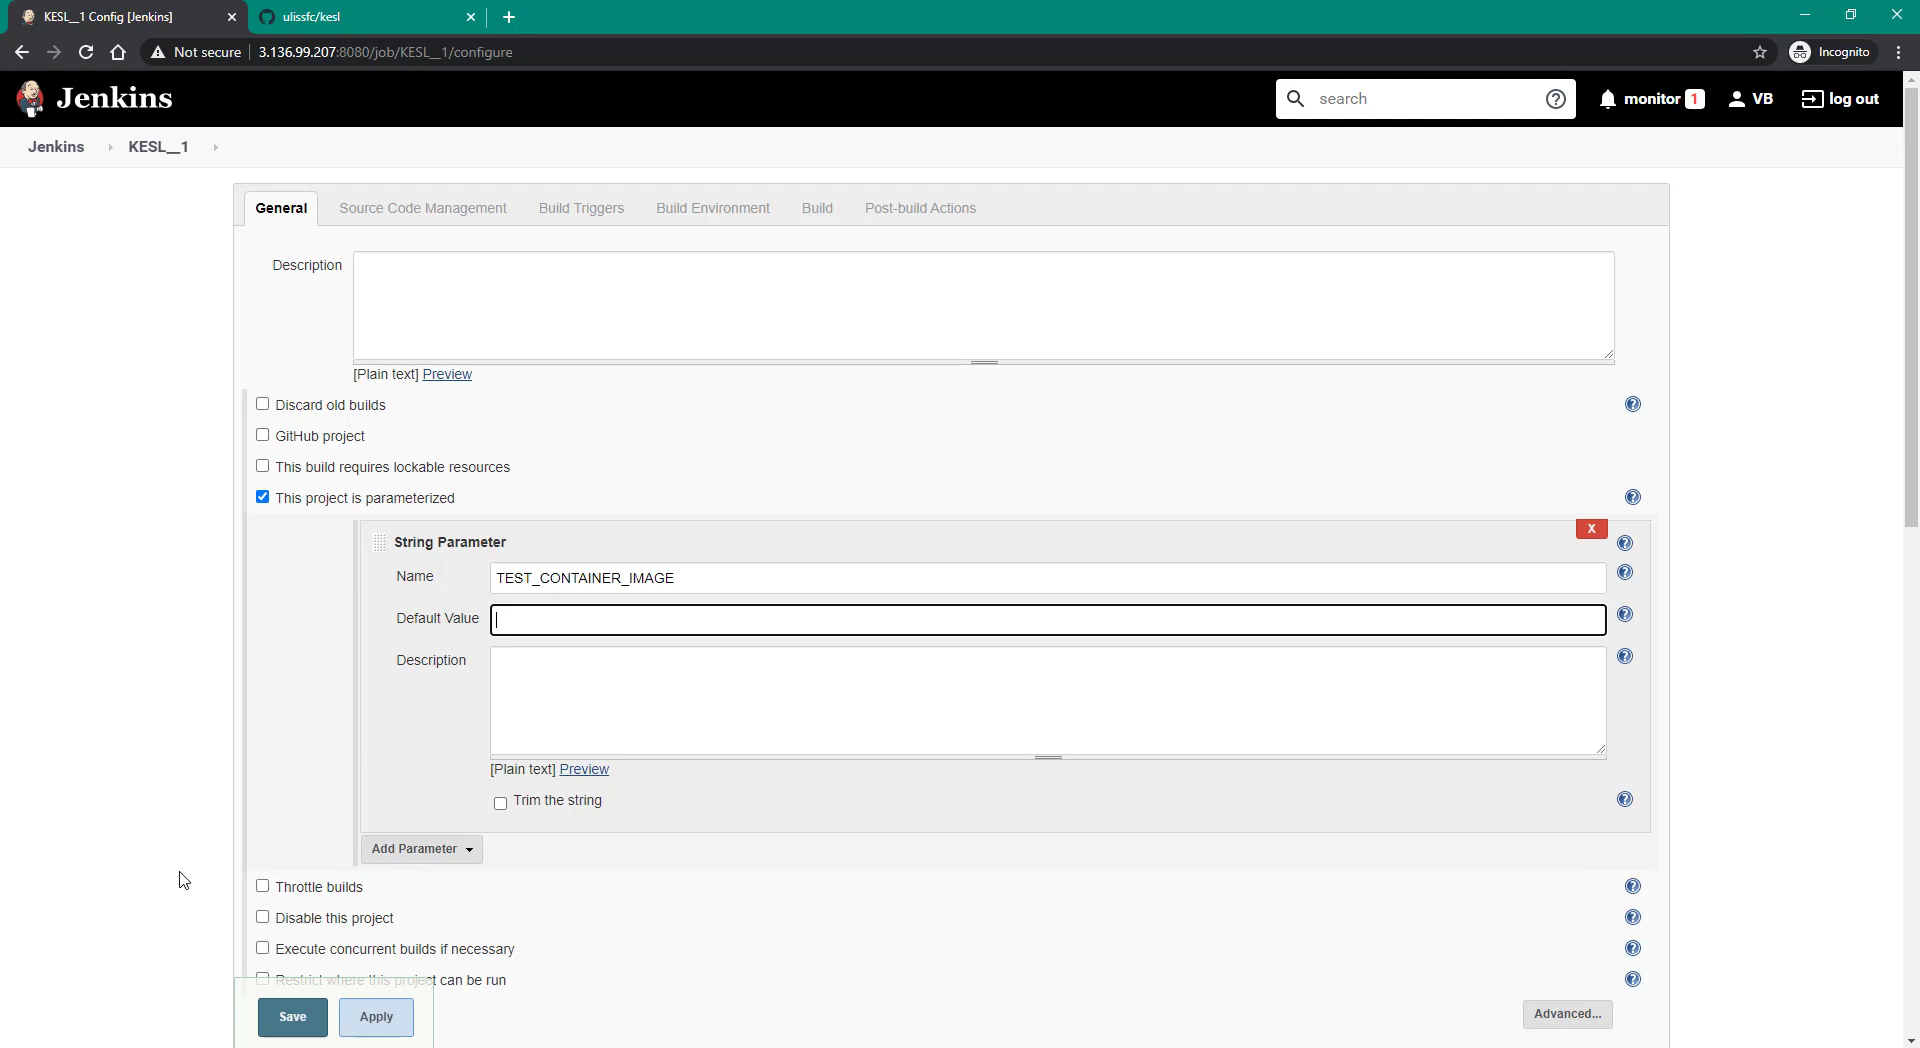 KESL__1 Config [Jenkins]
ulissfc/kesl
Not secure
3.136.99.207:8080/job/KESL__1/configure
Incognito
Jenkins
search
monitor 1
VB
log out
Jenkins
KESL__1
General
Source Code Management
Build Triggers
Build Environment
Build
Post-build Actions
Description
[Plain text] Preview
Discard old builds
GitHub project
This build requires lockable resources
This project is parameterized
X
String Parameter
Name
TEST_CONTAINER_IMAGE
Default Value
Description
[Plain text] Preview
Trim the string
Add Parameter
Throttle builds
Disable this project
Execute concurrent builds if necessary
Restrict where this project can be run
Save
Apply
Advanced...